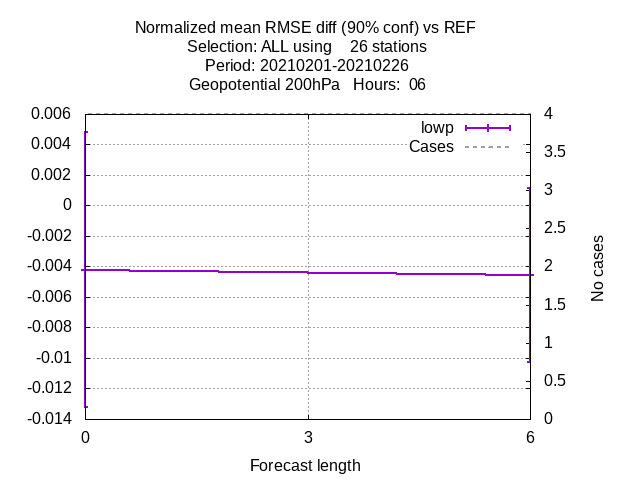 Normalized mean RMSE diff (90% conf) vs REF
Selection: ALL using    26 stations
Period: 20210201-20210226
Geopotential 200hPa   Hours:  06
0.006
0.004
0.002
0
-0.002
-0.004
-0.006
-0.008
-0.01
-0.012
-0.014
lowp
Cases
4
3.5
3
2.5
2
1.5
1
0.5
0
No cases
0
3
6
Forecast length